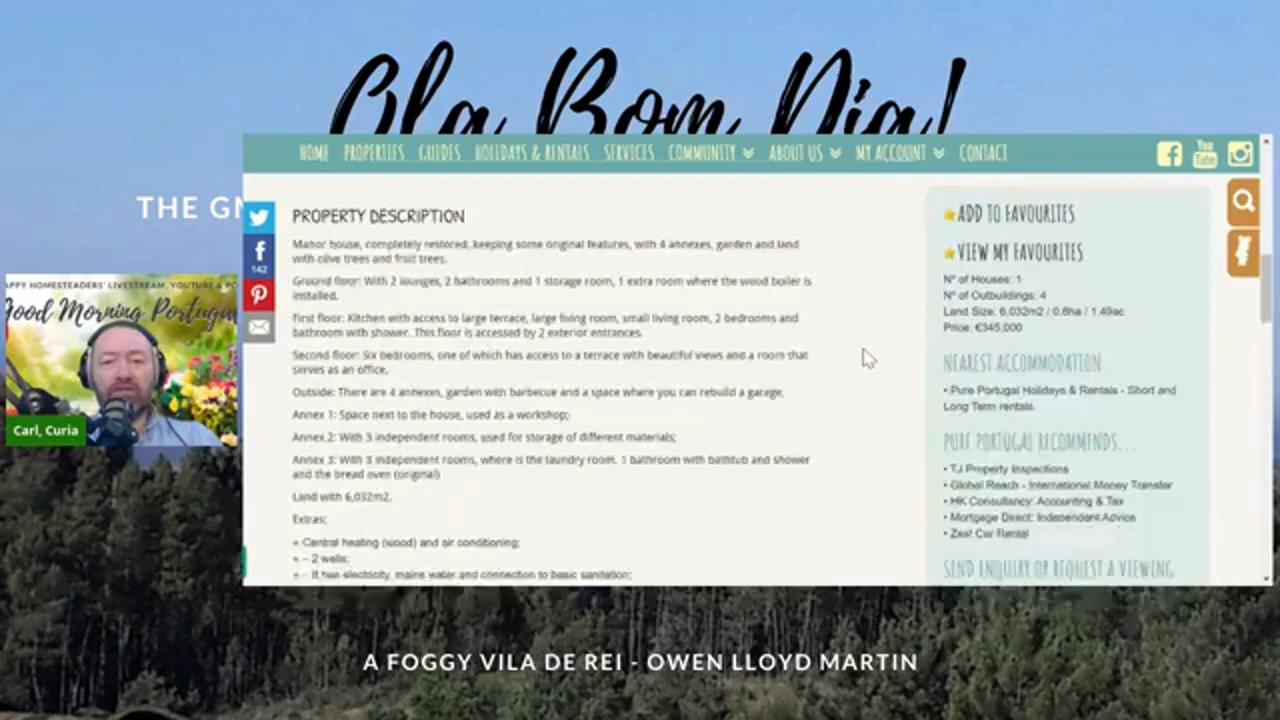 Ola Bom Dia!
HOME PROPERTIES GUIDES HOLIDAYS & RENTALS SERVICES COMMUNITY ABOUT US MY ACCOUNT CONTACT
You
Tube
THE
PROPERTY DESCRIPTION
Manor house, completely restored, keeping some original features, with 4 annexes, garden and land
with olive trees and fruit trees.
142
Ground floor: With 2 lounges, 2 bathrooms and 1 storage room, 1 extra room where the wood boiler is
installed.
First floor: Kitchen with access to large terrace, large living room, small living room, 2 bedrooms and
bathroom with shower. This floor is accessed by 2 exterior entrances.
Second floor: Six bedrooms, one of which has access to a terrace with beautiful views and a room that
serves as an office.
Outside: There are 4 annexes, garden with barbecue and a space where you can rebuild a garage.
Annex 1: Space next to the house, used as a workshop;
Annex 2: With 3 independent rooms, used for storage of different materials;
Annex 3: With 3 independent rooms, where is the laundry room. 1 bathroom with bathtub and shower
and the bread oven (original)
Land with 6,032m2.
Extras:
• Central heating (wood) and air conditioning;
• – 2 wells;
• – It has electricity, mains water and connection to basic sanitation;
ADD TO FAVOURITES
VIEW MY FAVOURITES
Nº of Houses: 1
Nº of Outbuildings: 4
Land Size: 6,032m2 / 0.6ha / 1.49ac
Price: €345,000
NEAREST ACCOMMODATION
• Pure Portugal Holidays & Rentals - Short and
Long Term rentals
PURE PORTUGAL RECOMMENDS...
• TJ Property Inspections
• Global Reach - International Money Transfer
• HK Consultancy: Accounting & Tax
• Mortgage Direct: Independent Advice
• Zest Car Rental
SEND ENQUIRY OR REQUEST A VIEWING
APPY HOMESTEADERS' LIVESTREAM, YOUTUBE & PO
Good Morning Portugal
Carl, Curia
A FOGGY VILA DE REI - OWEN LLOYD MARTIN